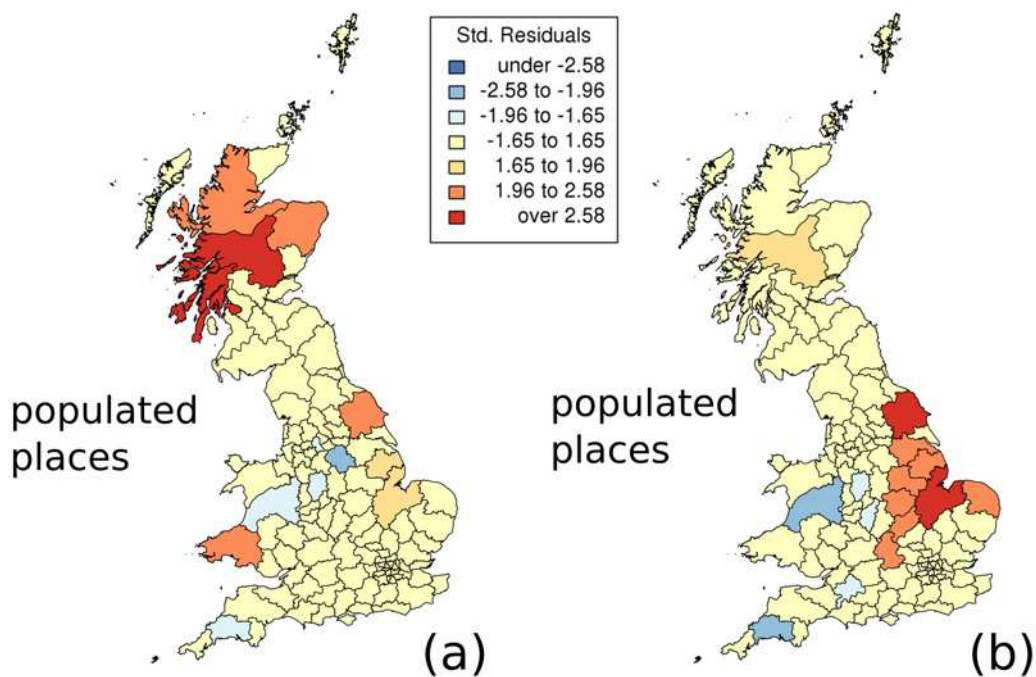 Std. Residuals
under -2.58
-2.58 to -1.96
-1.96 to -1.65
-1.65 to 1.65
1.65 to 1.96
1.96 to 2.58
over 2.58
populated
places
(a)
populated
places
(b)